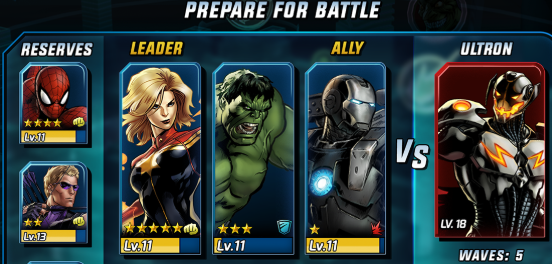 PREPARE FOR BATTLE
RESERVES LEADER ALLY ULTRON
Lv.11
Lv.13
Lv.11 Lv.11 Lv.11
VS
LV. 18
WAVES: 5